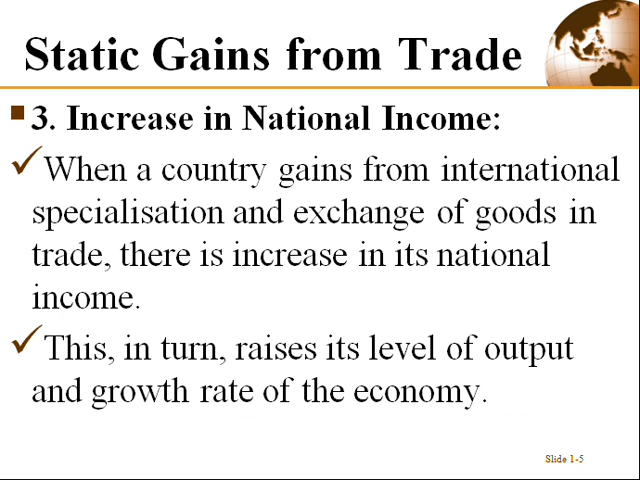 Static Gains from Trade
3. Increase in National Income:
When a country gains from international
specialisation and exchange of goods in
trade, there is increase in its national
income.
This, in turn, raises its level of output
and growth rate of the economy.
Slide 1-5